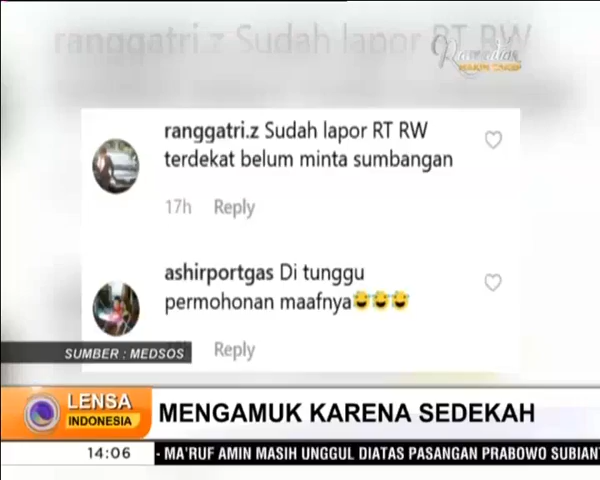 ranggatri.z Sudah lapor RT RW
ranggatri.z Sudah lapor RT RW
terdekat belum minta sumbangan
17h Reply
ashirportgas Di tunggu
permohonan maafnya😂😂😂
Reply
SUMBER : MEDSOS
LENSA
INDONESIA
MENGAMUK KARENA SEDEKAH
14:06
- MA'RUF AMIN MASIH UNGGUL DIATAS PASANGAN PRABOWO SUBIANT